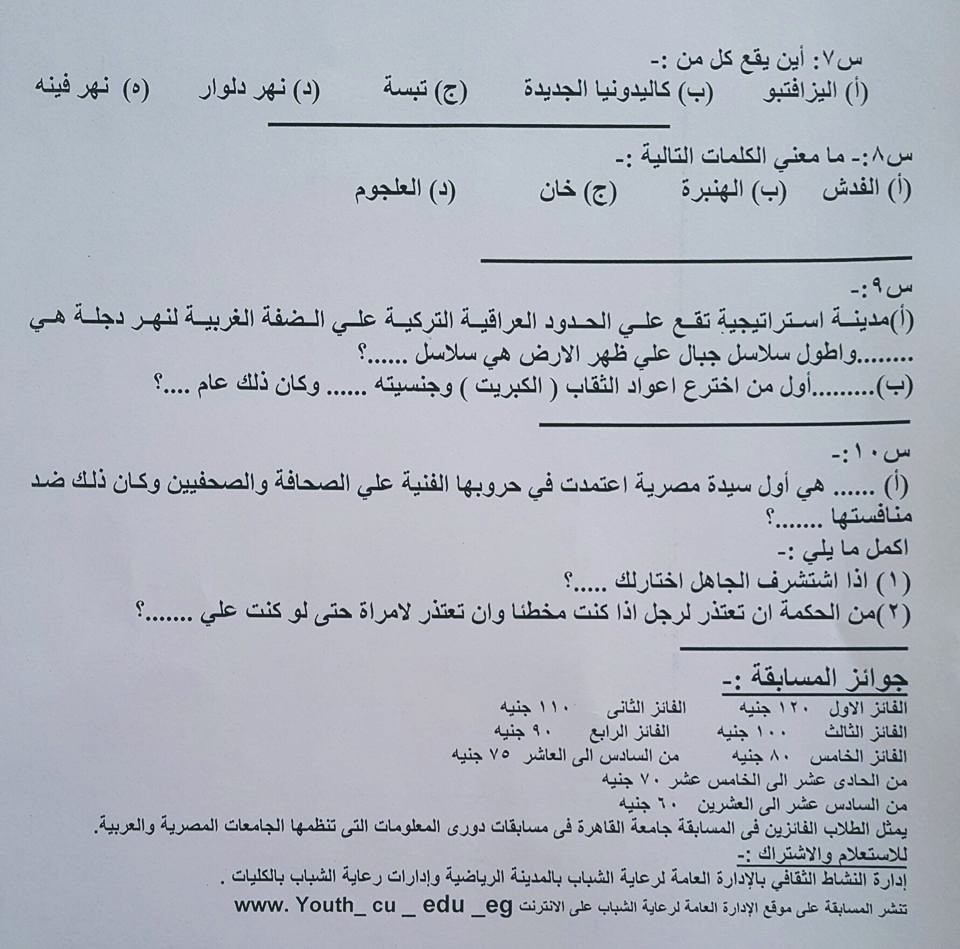 س٧: أين يقع كل من :-
(أ) اليزافتبو (ب) كاليدونيا الجديدة (ج) تبسة (د) نهر دلوار (ه) نهر فينه
س٨:- ما معني الكلمات التالية :-
(أ) الفدش (ب) الهنبرة (ج) خان (د) العلجوم
س٩:-
(أ)مدينة استراتيجية تقع علي الحدود العراقية التركية علي الضفة الغربية لنهر دجلة هي
........واطول سلاسل جبال علي ظهر الارض هي سلاسل ......؟
(ب).........أول من اخترع اعواد الثقاب ( الكبريت ) وجنسيته ...... وكان ذلك عام ....؟
س١٠:-
(أ) ...... هي أول سيدة مصرية اعتمدت في حروبها الفنية علي الصحافة والصحفيين وكان ذلك ضد
منافستها .......؟
اكمل ما يلي :-
(١) اذا اشتشرف الجاهل اختارلك .....؟
(٢)من الحكمة ان تعتذر لرجل اذا كنت مخطئا وان تعتذر لامراة حتى لو كنت علي .......؟
جوائز المسابقة :-
الفائز الاول ١٢٠ جنيه الفائز الثانى ١١٠ جنيه
الفائز الثالث ١٠٠ جنيه الفائز الرابع ٩٠ جنيه
الفائز الخامس ٨٠ جنيه من السادس الى العاشر ٧٥ جنيه
من الحادى عشر الى الخامس عشر ٧٠ جنيه
من السادس عشر الى العشرين ٦٠ جنيه
يمثل الطلاب الفائزين فى المسابقة جامعة القاهرة فى مسابقات دورى المعلومات التى تنظمها الجامعات المصرية والعربية.
للاستعلام والاشتراك :-
إدارة النشاط الثقافي بالإدارة العامة لرعاية الشباب بالمدينة الرياضية وإدارات رعاية الشباب بالكليات .
تنشر المسابقة على موقع الإدارة العامة لرعاية الشباب على الانترنت www. Youth_ cu _ edu _eg